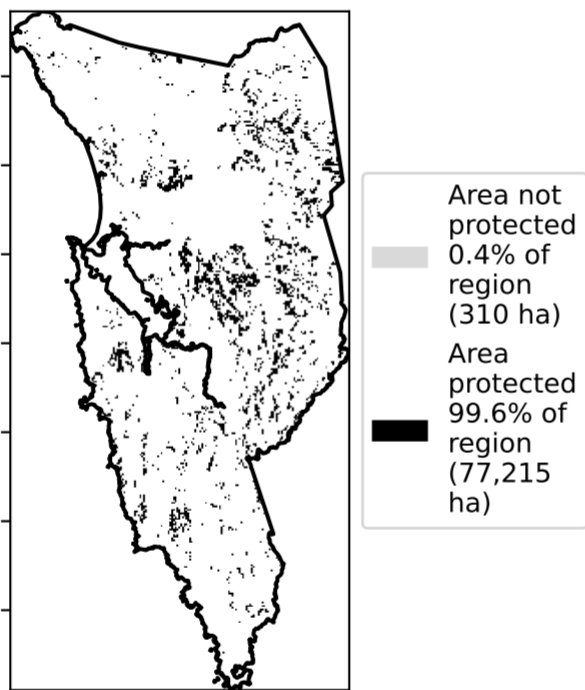 Area not
protected
0.4% of
region
(310 ha)
Area
protected
99.6% of
region
(77,215
ha)